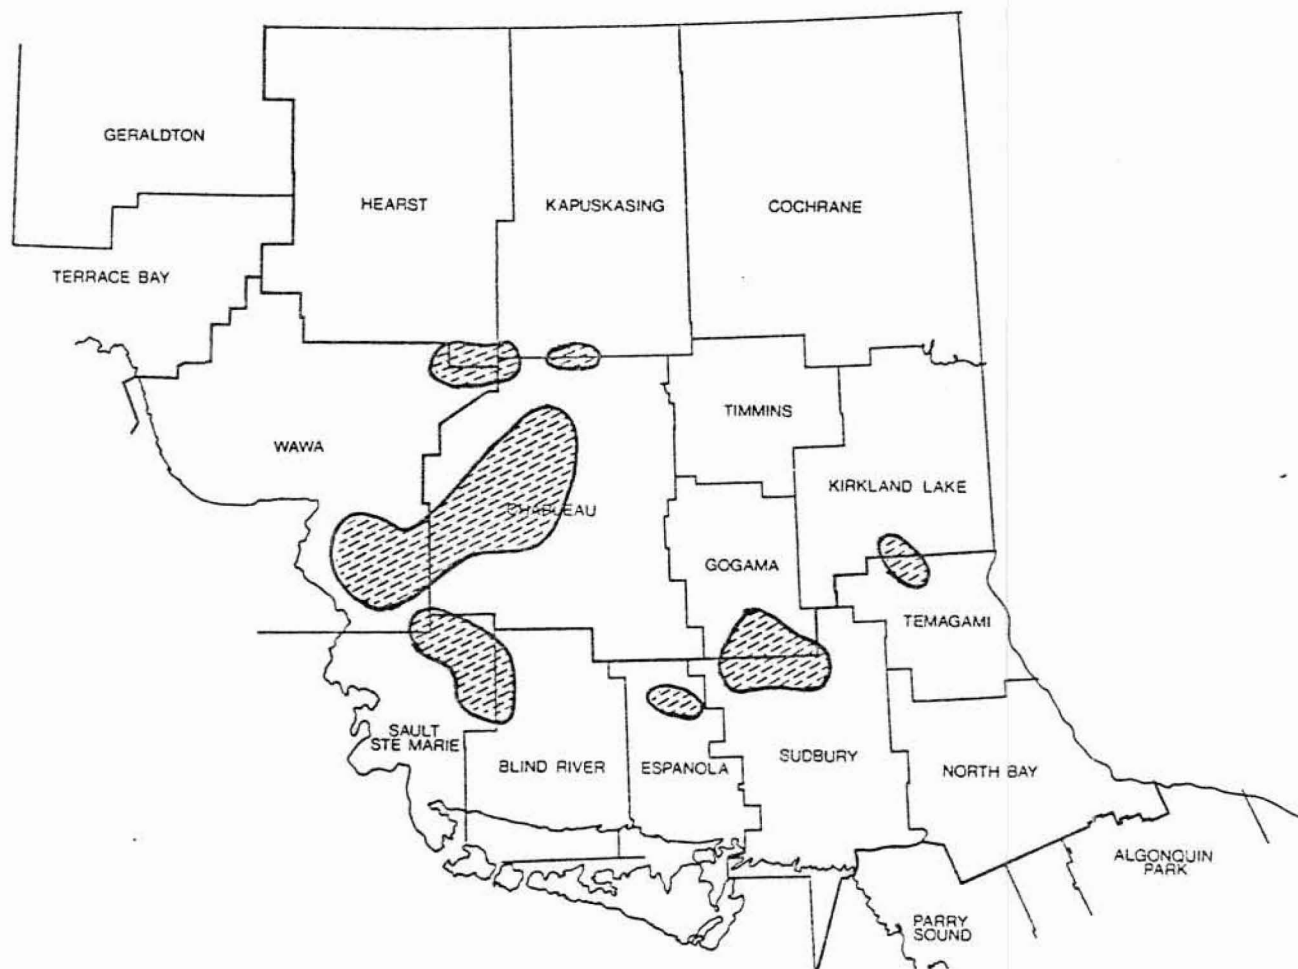 GERALDTON
HEARST
KAPUSKASING
COCHRANE
TERRACE BAY
TIMMINS
WAWA
KIRKLAND LAKE
CHAPLEAU
GOGAMA
TEMAGAMI
SAULT
STE MARIE
BLIND RIVER
ESPANOLA
SUDBURY
NORTH BAY
ALGONQUIN
PARK
PARRY
SOUND